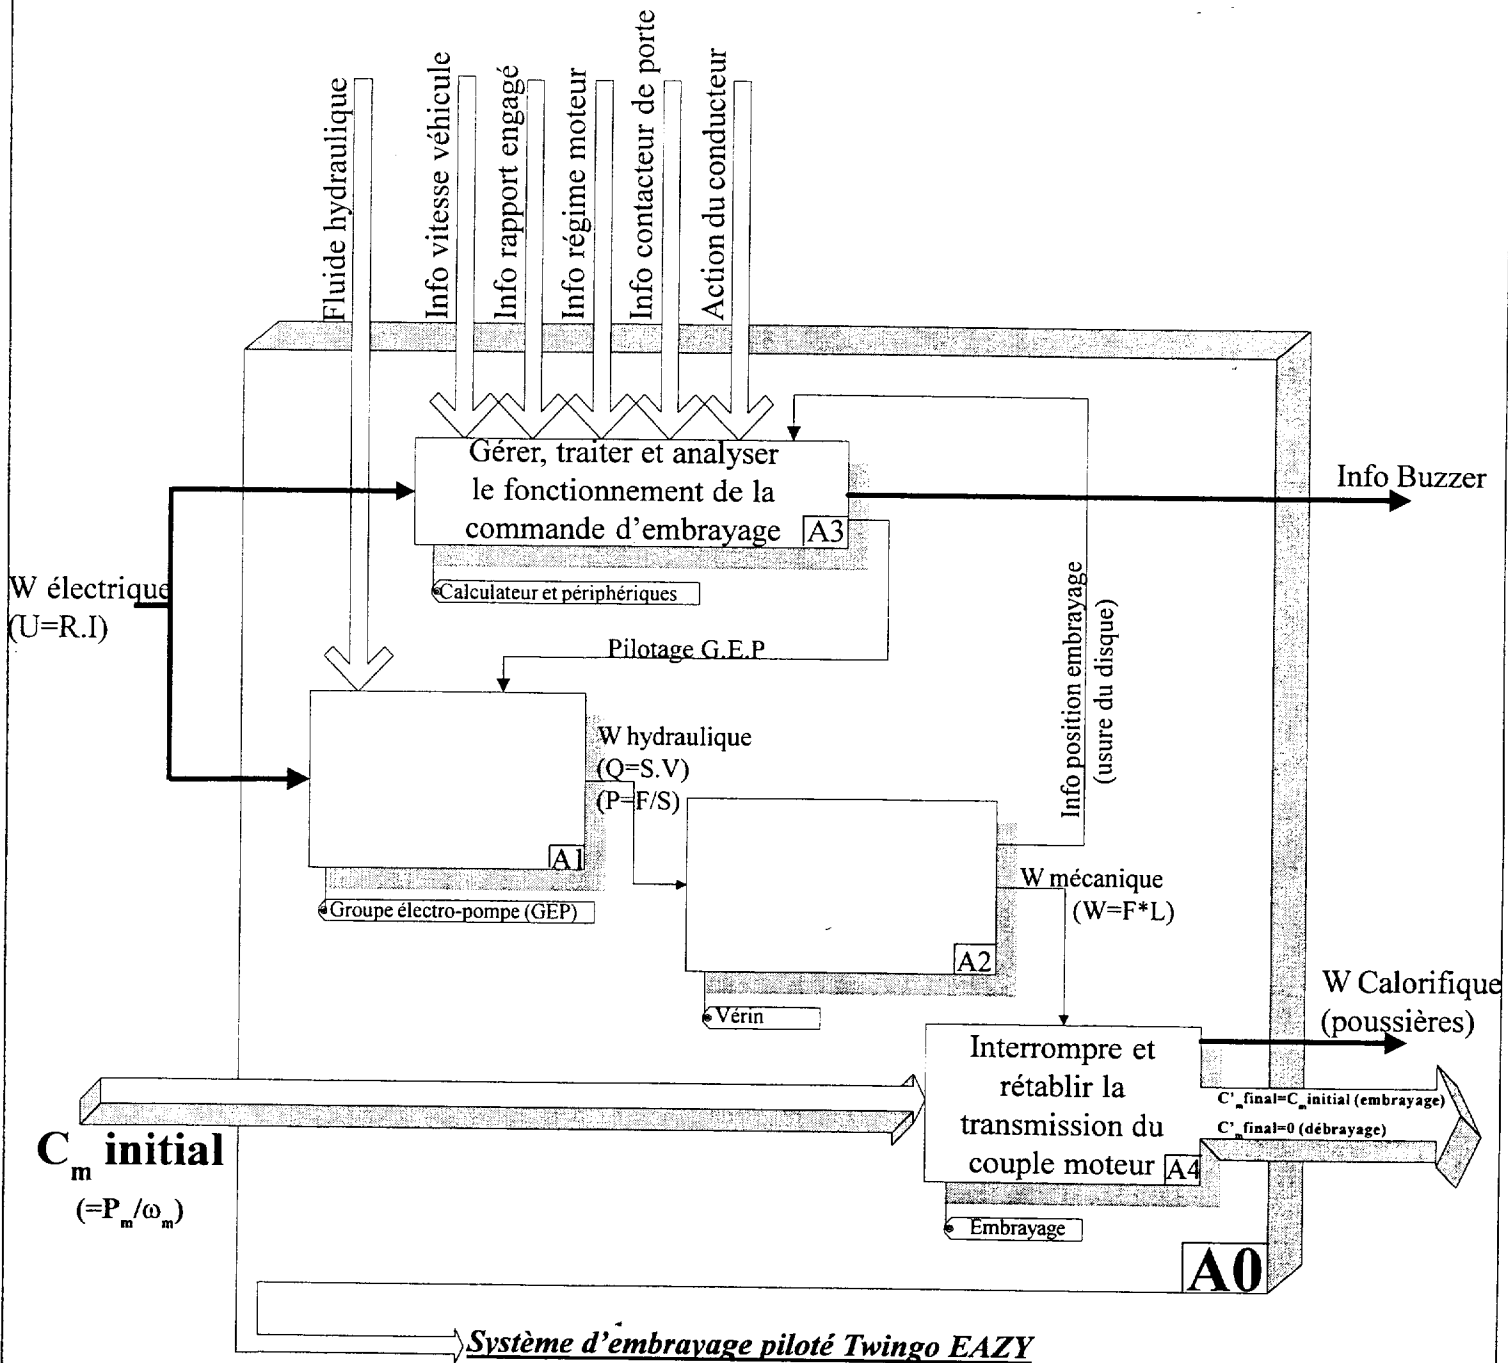 Fluide hydraulique
Info vitesse véhicule
Info rapport engagé
Info régime moteur
Info contacteur de porte
Action du conducteur
Gérer, traiter et analyser
le fonctionnement de la
commande d'embrayage
A3
Info Buzzer
Calculateur et périphériques
W électrique
(U=R.I)
Pilotage G.E.P
Info position embrayage
(usure du disque)
W hydraulique
(Q=S.V)
(P=F/S)
A1
Groupe électro-pompe (GEP)
W mécanique
(W=F*L)
A2
Vérin
W Calorifique
(poussières)
Interrompre et
rétablir la
transmission du
couple moteur
A4
C'm final=Cm initial (embrayage)
C'm final=0 (débrayage)
Cm initial
(=Pm/ωm)
Embrayage
A0
Système d'embrayage piloté Twingo EAZY